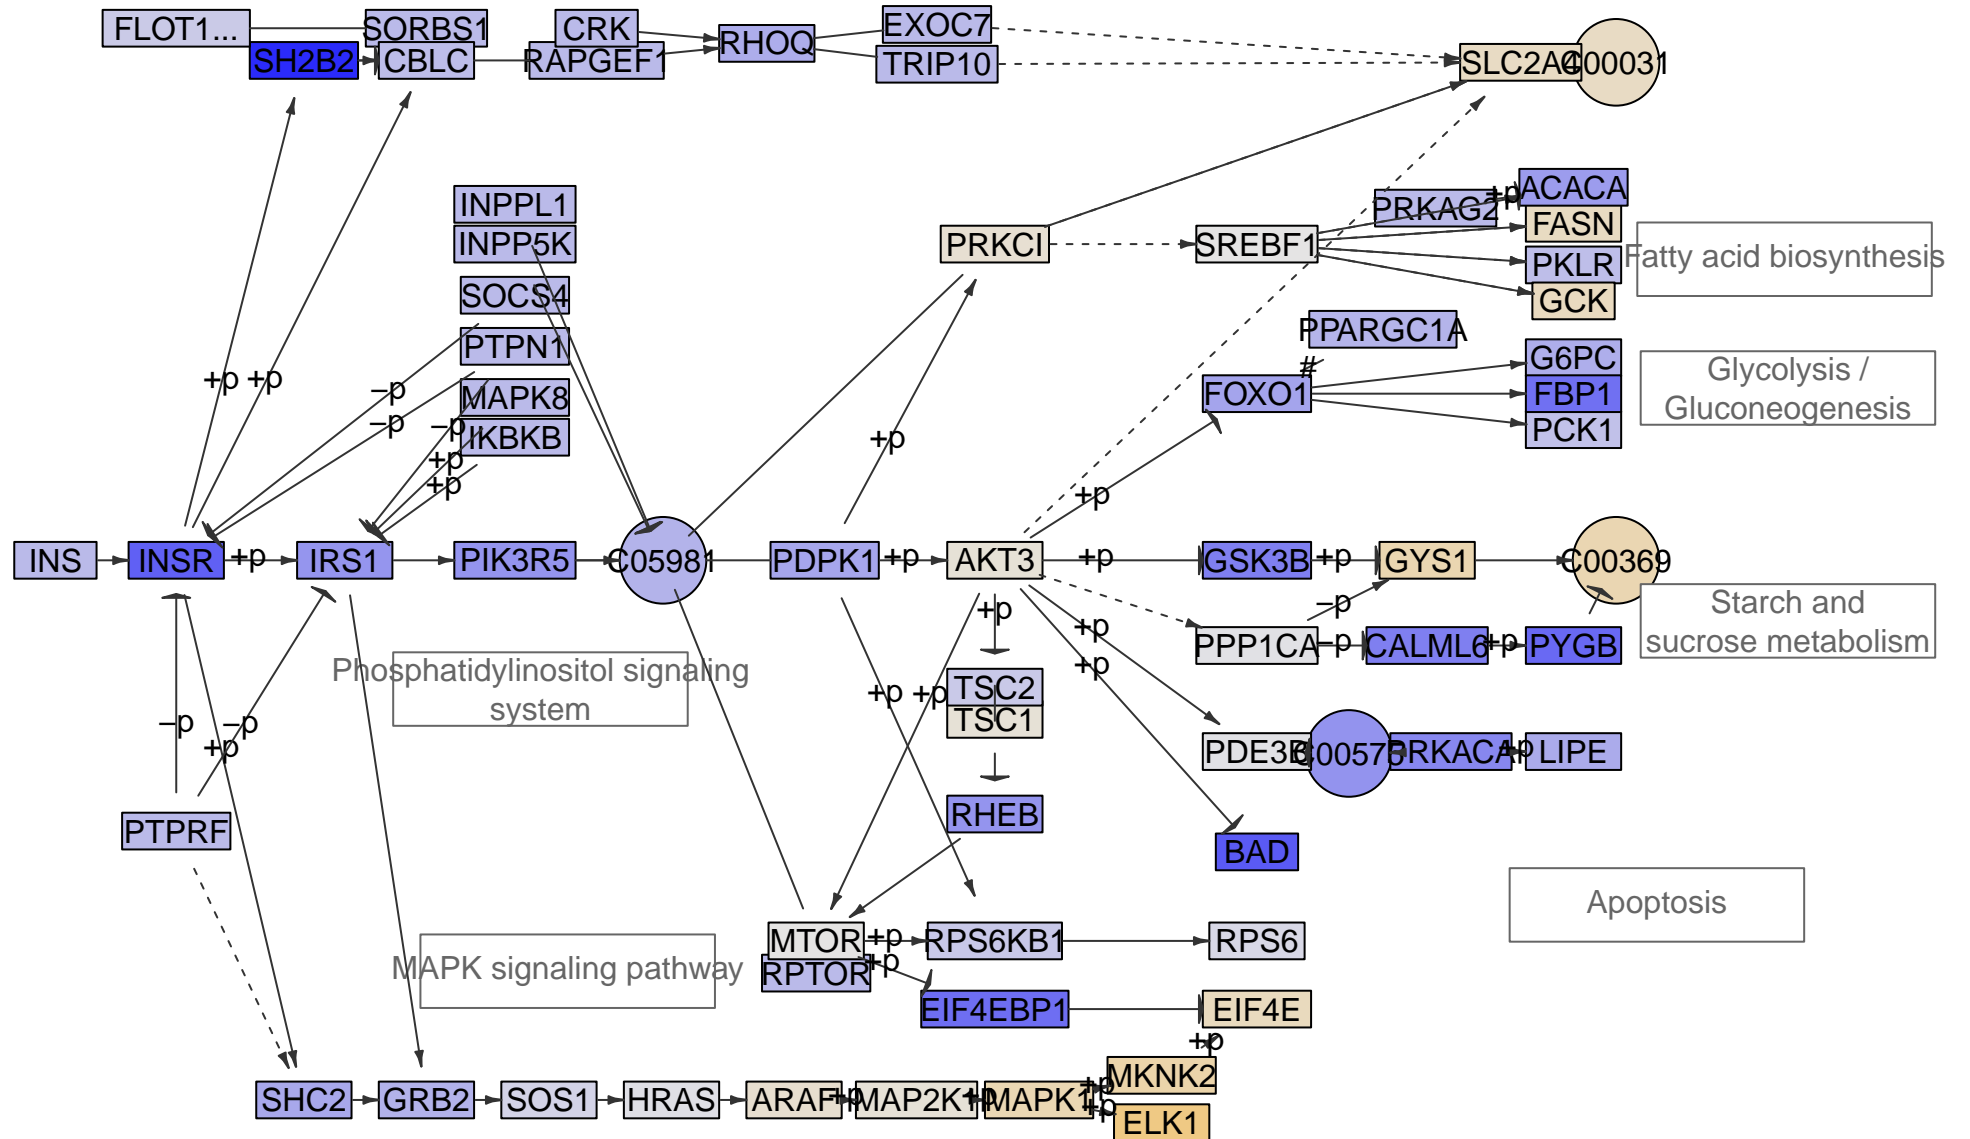 FLOT1...
SORBS1
CRK
EXOC7
RHOQ
SH2B2
CBLC
RAPGEF1
TRIP10
SLC2A4
C00031
INPPL1
INPP5K
SOCS4
PTPN1
MAPK8
IKBKB
PRKCI
SREBF1
PRKAG2
+p
ACACA
FASN
PKLR
GCK
Fatty acid biosynthesis
PPARGC1A
#
FOXO1
G6PC
FBP1
PCK1
Glycolysis /
Gluconeogenesis
+p
+p
−p
−p
−p
+p
+p
+p
+p
INS
INSR
+p
IRS1
PIK3R5
C05981
PDPK1
+p
AKT3
+p
GSK3B
+p
GYS1
C00369
−p
PPP1CA
−p
CALML6
+p
PYGB
Starch and
sucrose metabolism
+p
+p
+p
Phosphatidylinositol signaling
system
+p
+p
TSC2
TSC1
−p
−p
+p
PDE3B
C00575
PRKACA
+p
LIPE
PTPRF
RHEB
BAD
Apoptosis
MAPK signaling pathway
MTOR
+p
RPS6KB1
RPS6
RPTOR
+p
EIF4EBP1
EIF4E
+p
SHC2
GRB2
SOS1
HRAS
ARAF
+p
MAP2K1
+p
MAPK1
+p
+p
MKNK2
ELK1